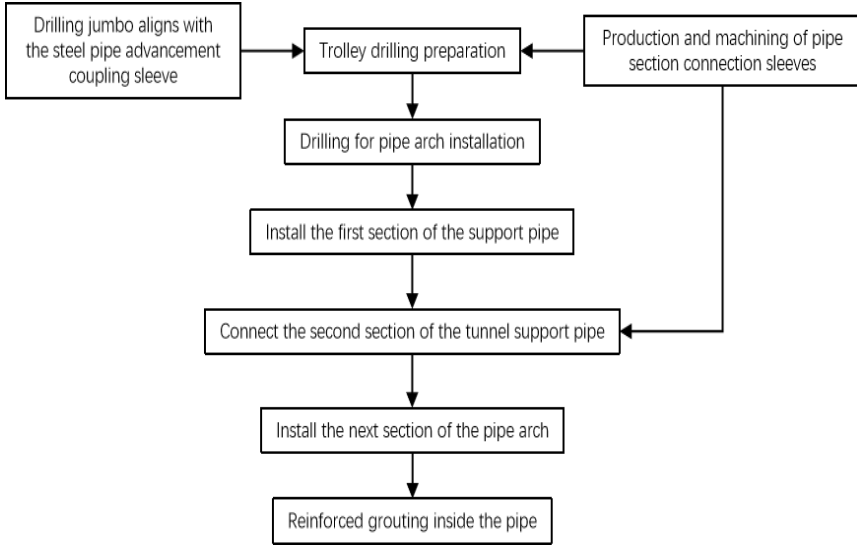 Drilling jumbo aligns with
the steel pipe advancement
coupling sleeve
Trolley drilling preparation
Production and machining of pipe
section connection sleeves
Drilling for pipe arch installation
Install the first section of the support pipe
Connect the second section of the tunnel support pipe
Install the next section of the pipe arch
Reinforced grouting inside the pipe